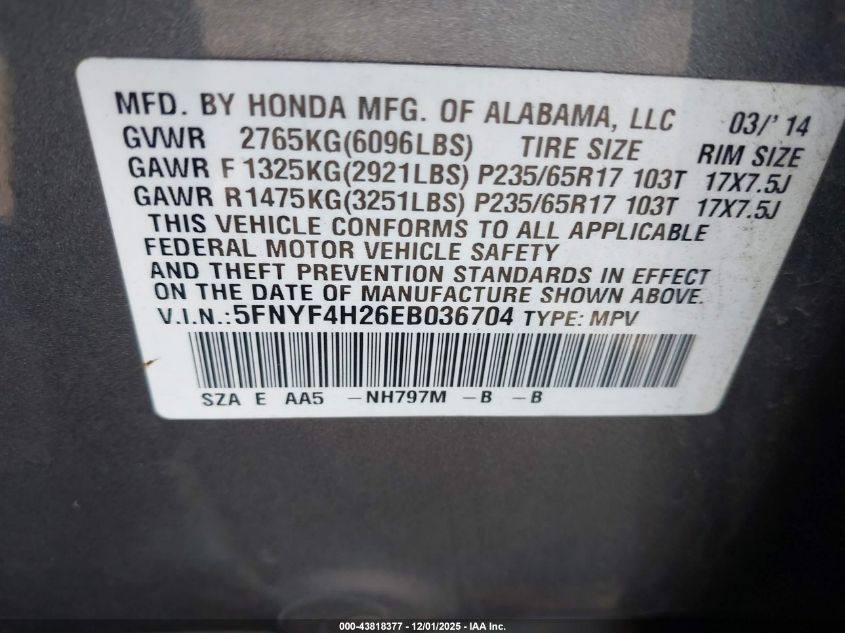 MFD. BY HONDA MFG. OF ALABAMA, LLC 03/'14
GVWR 2765KG(6096LBS) TIRE SIZE RIM SIZE
GAWR F 1325KG(2921LBS) P235/65R17 103T 17X7.5J
GAWR R1475KG(3251LBS) P235/65R17 103T 17X7.5J
THIS VEHICLE CONFORMS TO ALL APPLICABLE
FEDERAL MOTOR VEHICLE SAFETY
AND THEFT PREVENTION STANDARDS IN EFFECT
ON THE DATE OF MANUFACTURE SHOWN ABOVE.
V.I.N.:5FNYF4H26EB036704 TYPE: MPV
SZA E AA5 -NH797M -B -B
000-43818377 - 12/01/2025 - IAA Inc.